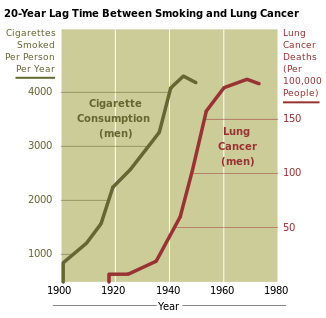 20-Year Lag Time Between Smoking and Lung Cancer
Cigarettes
Smoked
Per Person
Per Year
Lung
Cancer
Deaths
(Per
100,000
People)
4000
3000
2000
1000
150
100
50
Cigarette
Consumption
(men)
Lung
Cancer
(men)
1900
1920
1940
1960
1980
Year